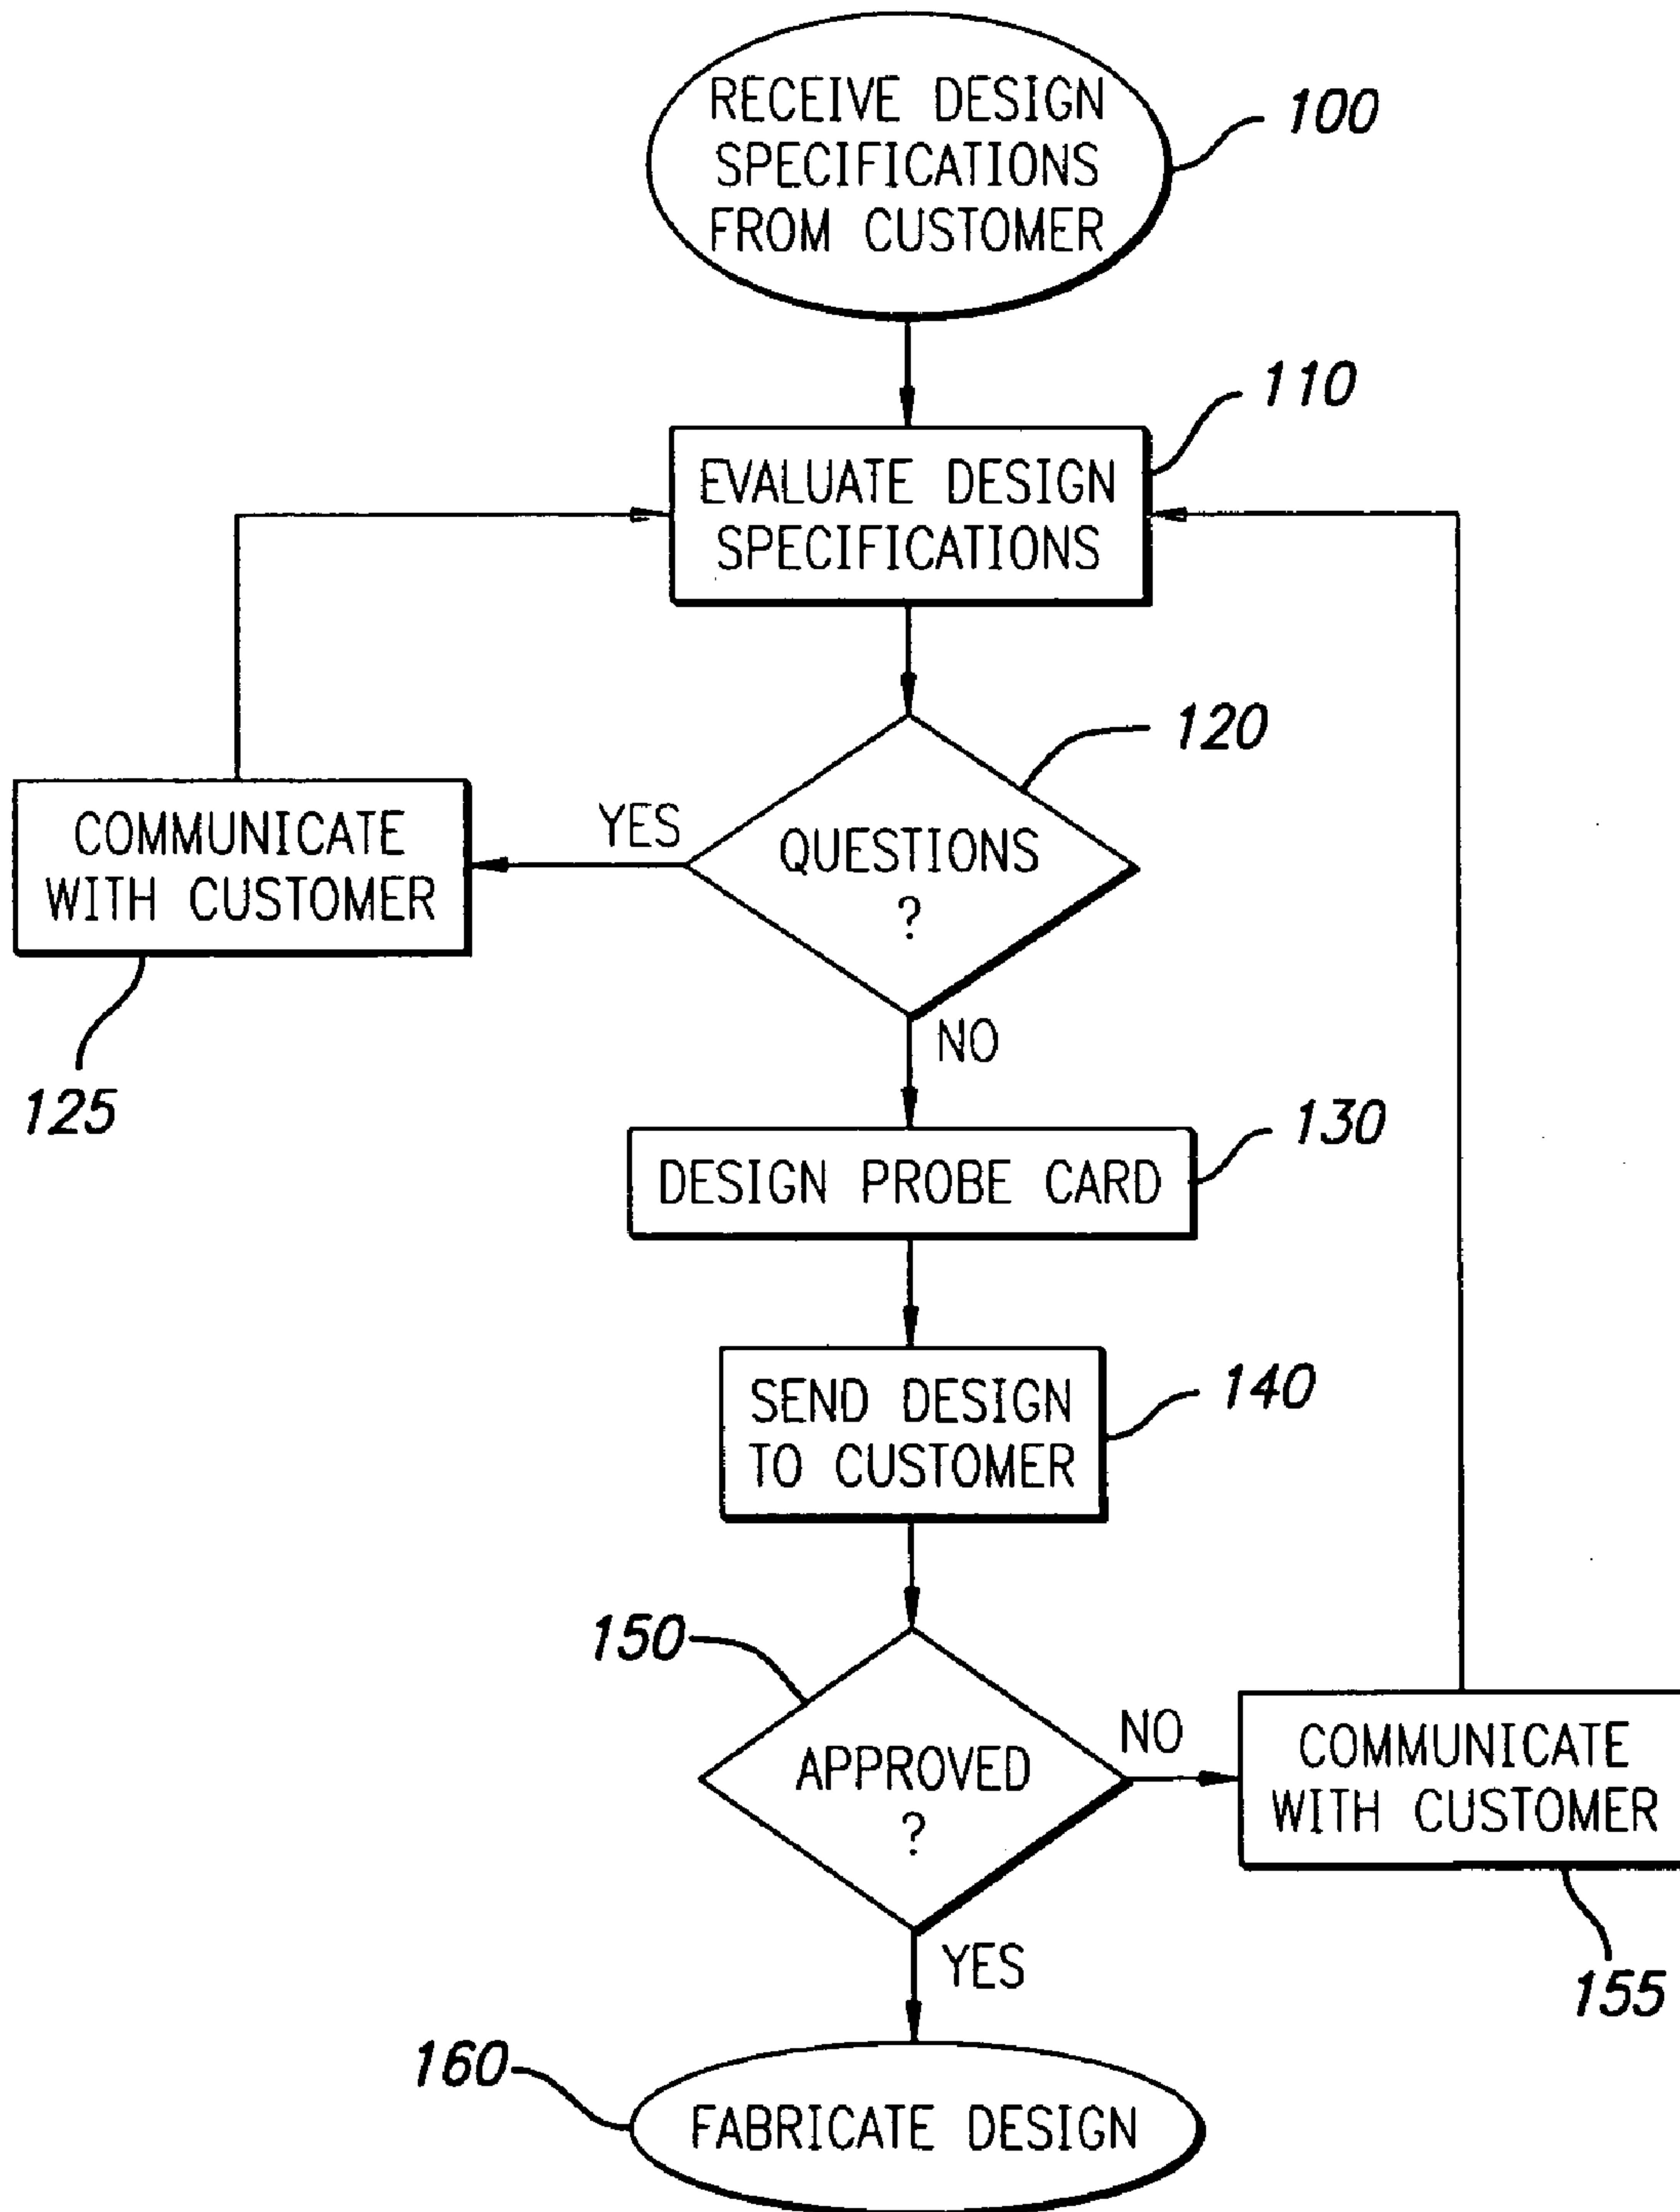 RECEIVE DESIGN
SPECIFICATIONS
FROM CUSTOMER
100
110
EVALUATE DESIGN
SPECIFICATIONS
120
COMMUNICATE
WITH CUSTOMER
YES
QUESTIONS
?
NO
125
130
DESIGN PROBE CARD
140
SEND DESIGN
TO CUSTOMER
150
NO
APPROVED
?
COMMUNICATE
WITH CUSTOMER
YES
155
160
FABRICATE DESIGN